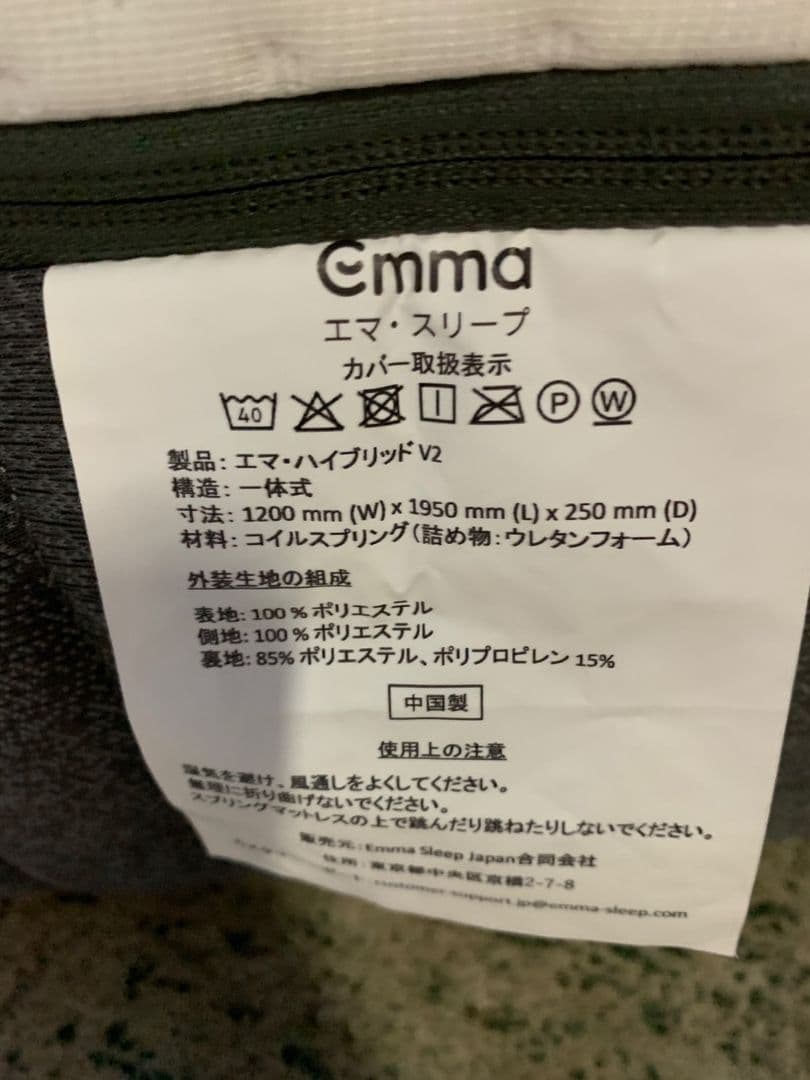 emma
エマ・スリープ
カバー取扱表示
40 P W
製品: エマ・ハイブリッド V2
構造: 一体式
寸法: 1200 mm (W) x 1950 mm (L) x 250 mm (D)
材料: コイルスプリング(詰め物:ウレタンフォーム)
外装生地の組成
表地: 100 % ポリエステル
側地: 100 % ポリエステル
裏地: 85% ポリエステル、ポリプロピレン 15%
中国製
使用上の注意
湿気を避け、風通しをよくしてください。
無理に折り曲げないでください。
スプリングマットレスの上で跳んだり跳ねたりしないでください。
販売元: Emma Sleep Japan合同会社
住所: 東京都中央区京橋2-7-8
customer-support.jp@emma-sleep.com